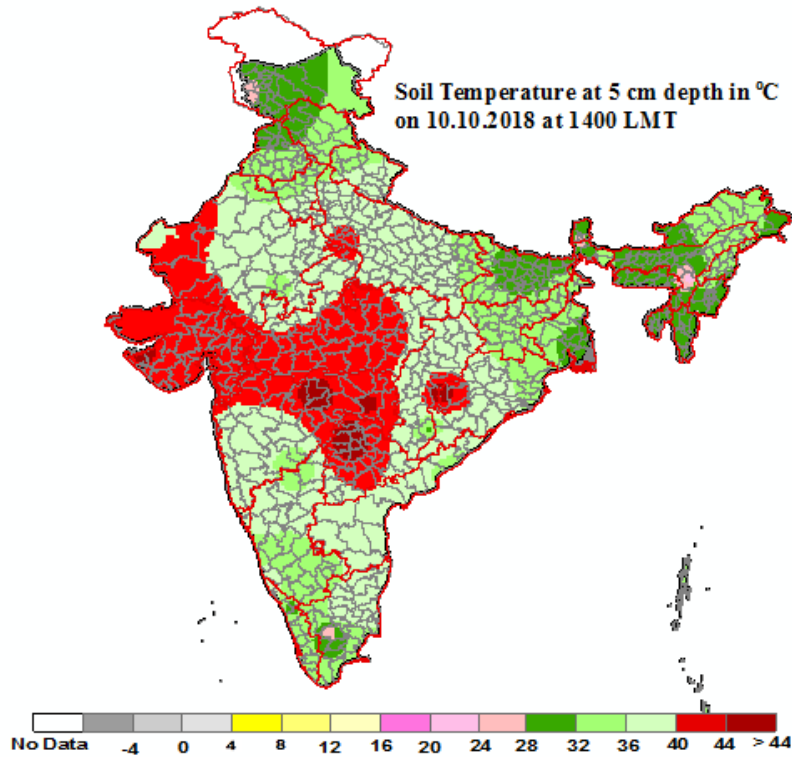 Soil Temperature at 5 cm depth in ⁰C
on 10.10.2018 at 1400 LMT
No Data -4 0 4 8 12 16 20 24 28 32 36 40 44 > 44